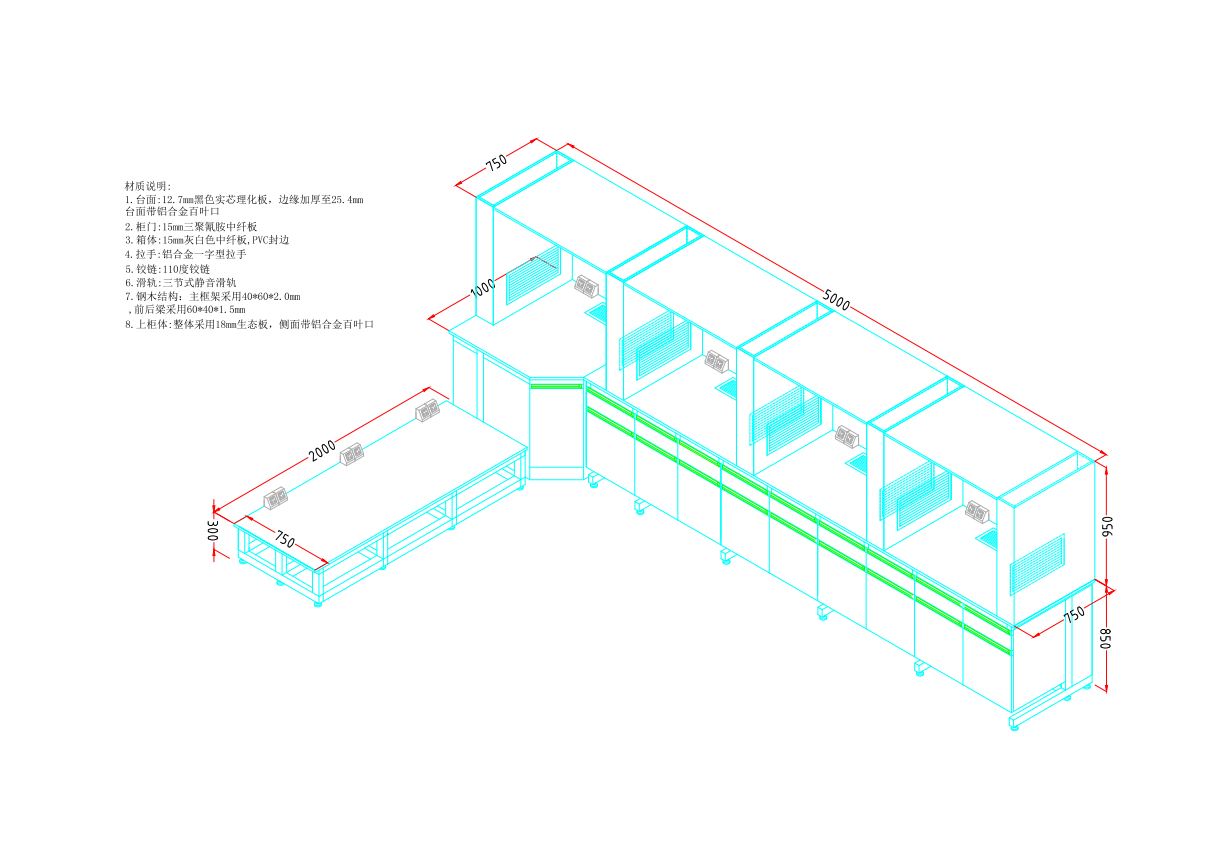 材质说明:
1.台面:12.7mm黑色实芯理化板，边缘加厚至25.4mm
台面带铝合金百叶口
2.柜门:15mm三聚氰胺中纤板
3.箱体:15mm灰白色中纤板,PVC封边
4.拉手:铝合金一字型拉手
5.铰链:110度铰链
6.滑轨:三节式静音滑轨
7.钢木结构：主框架采用40*60*2.0mm
,前后梁采用60*40*1.5mm
8.上柜体:整体采用18mm生态板，侧面带铝合金百叶口
750
5000
1000
2000
300
750
950
750
850